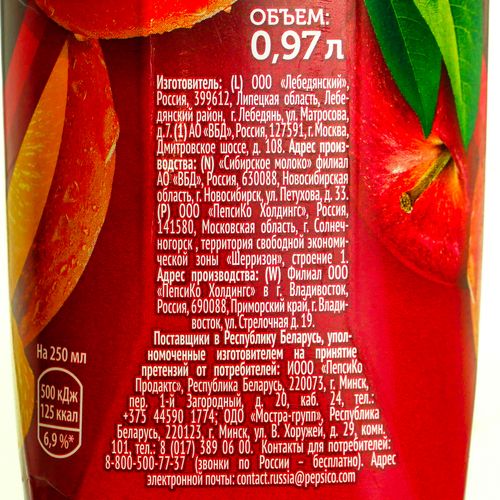 ОБЪЕМ:
0,97л
Изготовитель: (L) ООО «Лебедянский»,
Россия, 399612, Липецкая область, Лебе-
дянский район, г. Лебедянь, ул. Матросова,
д.7. (1) АО «ВБД», Россия, 127591, г. Москва,
Дмитровское шоссе, д. 108. Адрес произ-
водства: (N) «Сибирское молоко» филиал
АО «ВБД», Россия, 630088, Новосибирская
область, г. Новосибирск, ул. Петухова, д. 33.
(P) ООО «ПепсиКо Холдингс», Россия,
141580, Московская область, г. Солнеч-
ногорск , территория свободной экономи-
ческой зоны «Шерризон», строение 1.
Адрес производства: (W) Филиал ООО
«ПепсиКо Холдингс» в г. Владивосток,
Россия, 690088, Приморский край, г. Влади-
восток, ул. Стрелочная д. 19.
Поставщики в Республику Беларусь, упол-
номоченные изготовителем на принятие
претензий от потребителей: ИООО «ПепсиКо
Продактс», Республика Беларусь, 220073, г. Минск,
пер. 1-й Загородный, д. 20, каб. 24, тел.:
+375 44590 1774; ОДО «Мостра-групп», Республика
Беларусь, 220123, г. Минск, ул. В. Хоружей, д. 29, комн.
101, тел.: 8 (017) 389 06 00. Контакты для потребителей:
8-800-500-77-37 (звонки по России – бесплатно). Адрес
электронной почты: contact.russia@pepsico.com
На 250 мл
500 кДж
125 ккал
6,9 %*